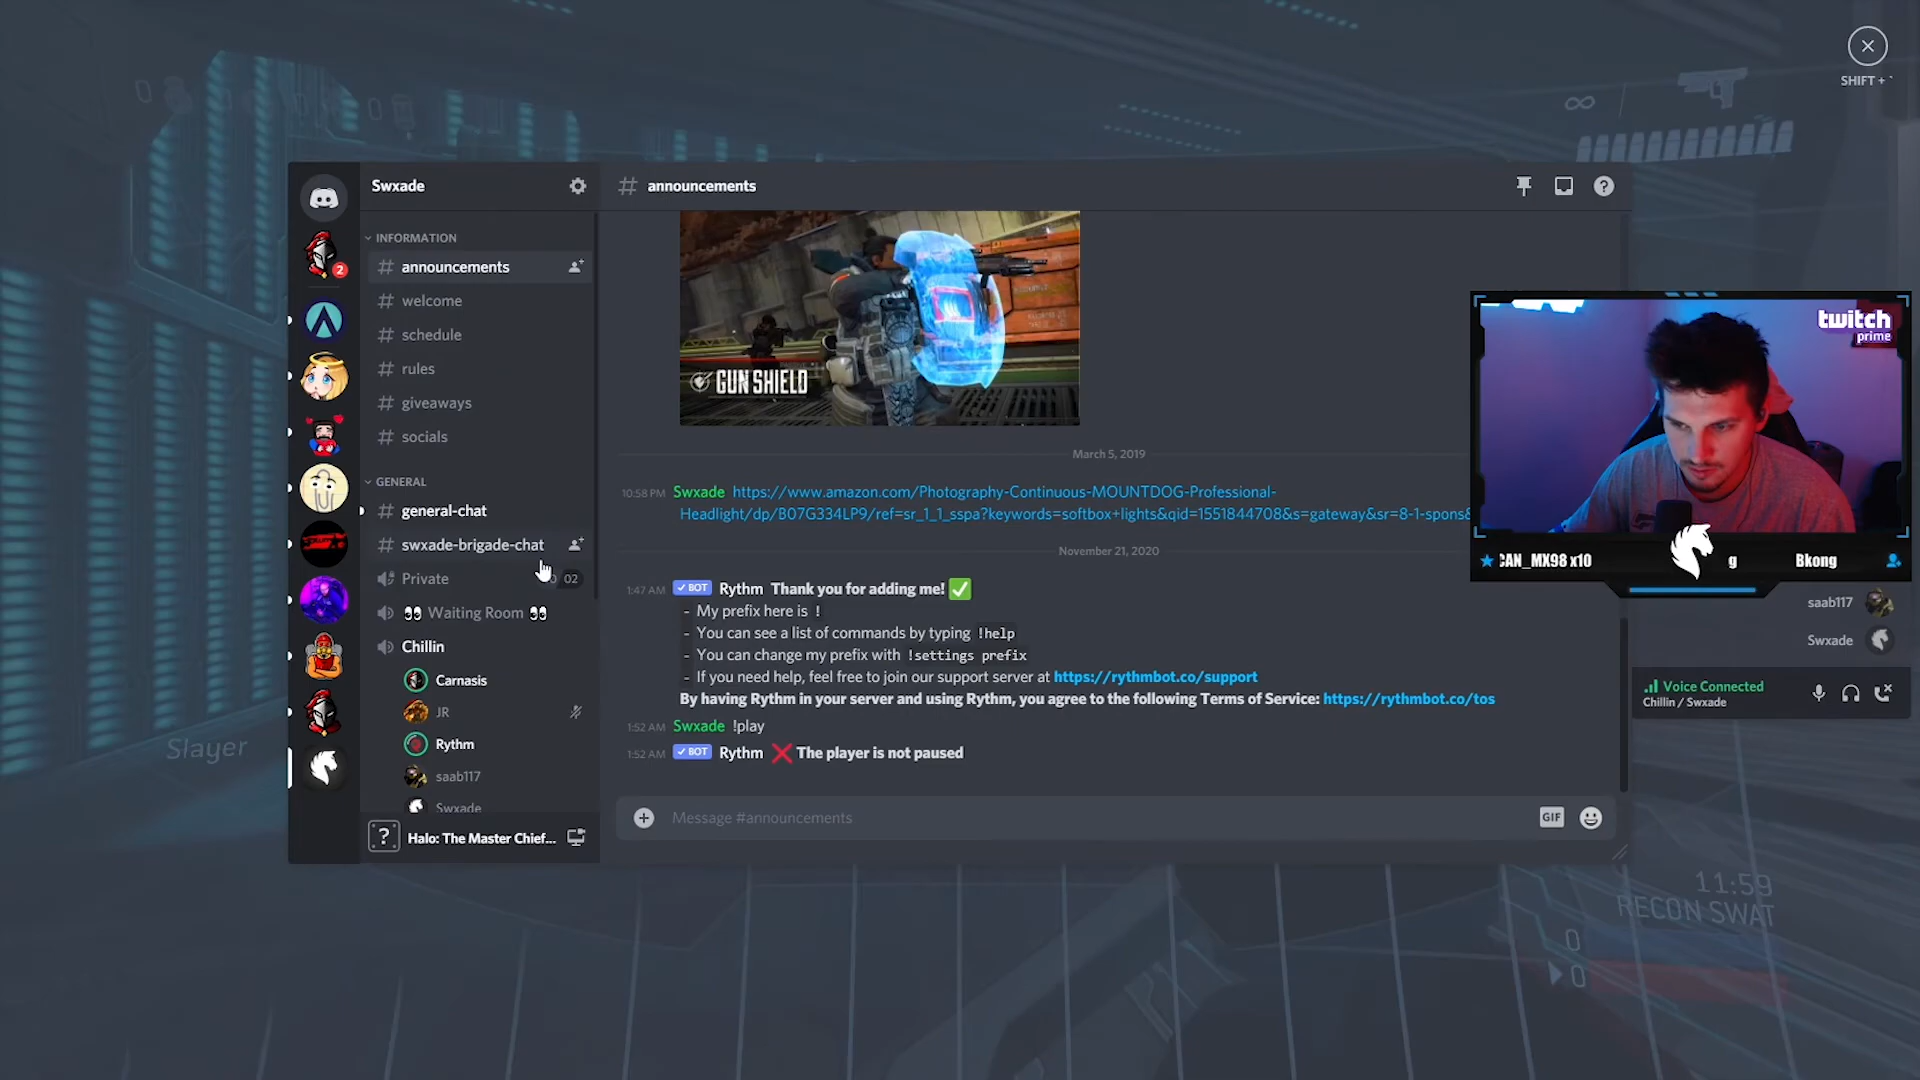 SHIFT + `
Swxade
INFORMATION
# announcements
# welcome
# schedule
# rules
# giveaways
# socials
GENERAL
# general-chat
# swxade-brigade-chat
Private
02
👀 Waiting Room 👀
Chillin
Carnasis
JR
Rythm
saab117
Swxade
Halo: The Master Chief...
2
# announcements
GUN SHIELD
March 5, 2019
10:58 PM Swxade https://www.amazon.com/Photography-Continuous-MOUNTDOG-Professional-
Headlight/dp/B07G334LP9/ref=sr_1_1_sspa?keywords=softbox+lights&qid=1551844708&s=gateway&sr=8-1-spons&
November 21, 2020
1:47 AM ✓ BOT Rythm Thank you for adding me! ✅
- My prefix here is !
- You can see a list of commands by typing !help
- You can change my prefix with !settings prefix
- If you need help, feel free to join our support server at https://rythmbot.co/support
By having Rythm in your server and using Rythm, you agree to the following Terms of Service: https://rythmbot.co/tos
1:52 AM Swxade !play
1:52 AM ✓ BOT Rythm ❌ The player is not paused
Message #announcements
GIF
twitch
prime
CAN_MX98 x10
g
Bkong
saab117
Swxade
Voice Connected
Chillin / Swxade
Slayer
11:59
RECON SWAT
0
0